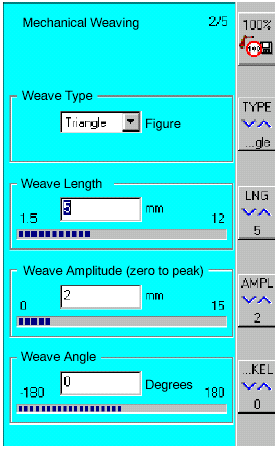 Mechanical Weaving 2/5
100%
Weave Type
Triangle Figure
TYPE
...gle
Weave Length
5 mm
1.5 12
LNG
5
Weave Amplitude (zero to peak)
2 mm
0 15
AMPL
2
Weave Angle
0 Degrees
-180 180
...KEL
0